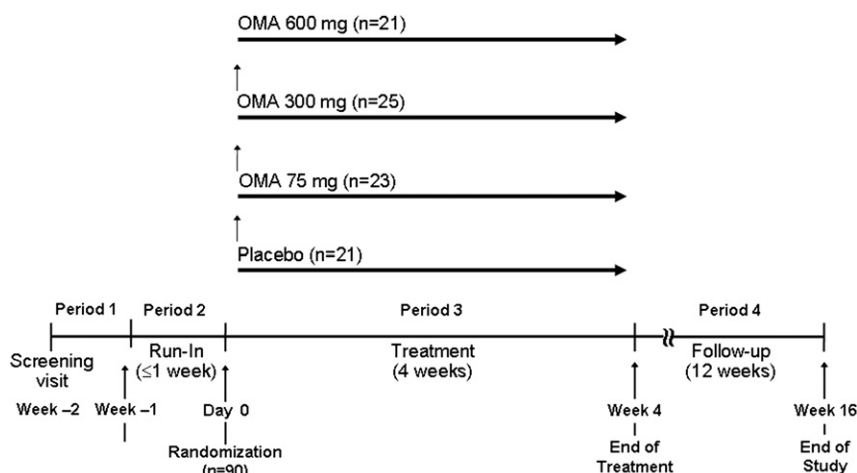 OMA 600 mg (n=21)
OMA 300 mg (n=25)
OMA 75 mg (n=23)
Placebo (n=21)
Period 1
Period 2
Period 3
Period 4
Screening
visit
Run-In
(≤1 week)
Treatment
(4 weeks)
Follow-up
(12 weeks)
Week –2
Week –1
Day 0
Week 4
Week 16
Randomization
(n=90)
End of
Treatment
End of
Study